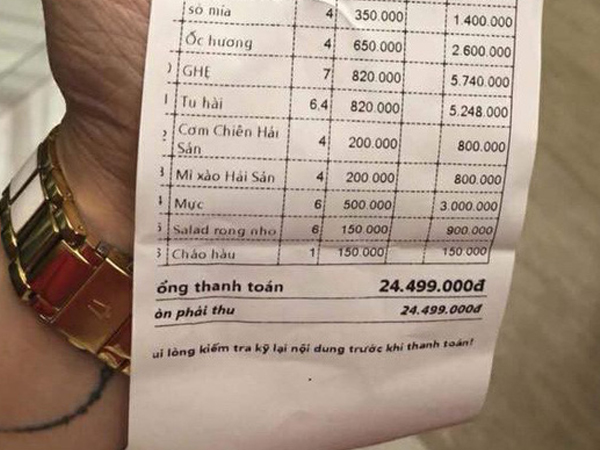 sò mía 4 350.000 1.400.000
Ốc hương 4 650.000 2.600.000
GHẸ 7 820.000 5.740.000
Tu hài 6,4 820.000 5.248.000
Cơm Chiên Hải
Sản 4 200.000 800.000
Mì xào Hải Sản 4 200.000 800.000
Mực 6 500.000 3.000.000
Salad rong nho 6 150.000 900.000
Cháo hàu 1 150.000 150.000
ổng thanh toán 24.499.000đ
òn phải thu 24.499.000đ
ui lòng kiểm tra kỹ lại nội dung trước khi thanh toán!